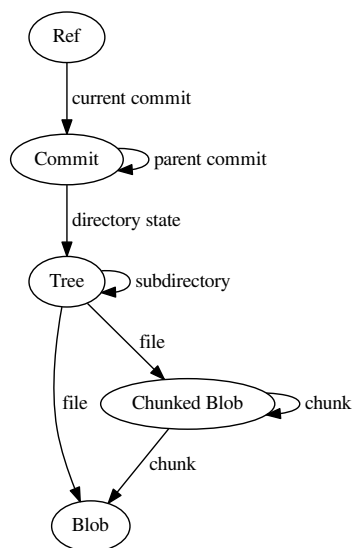 Ref
current commit
Commit
parent commit
directory state
Tree
subdirectory
file
Chunked Blob
file
chunk
chunk
Blob